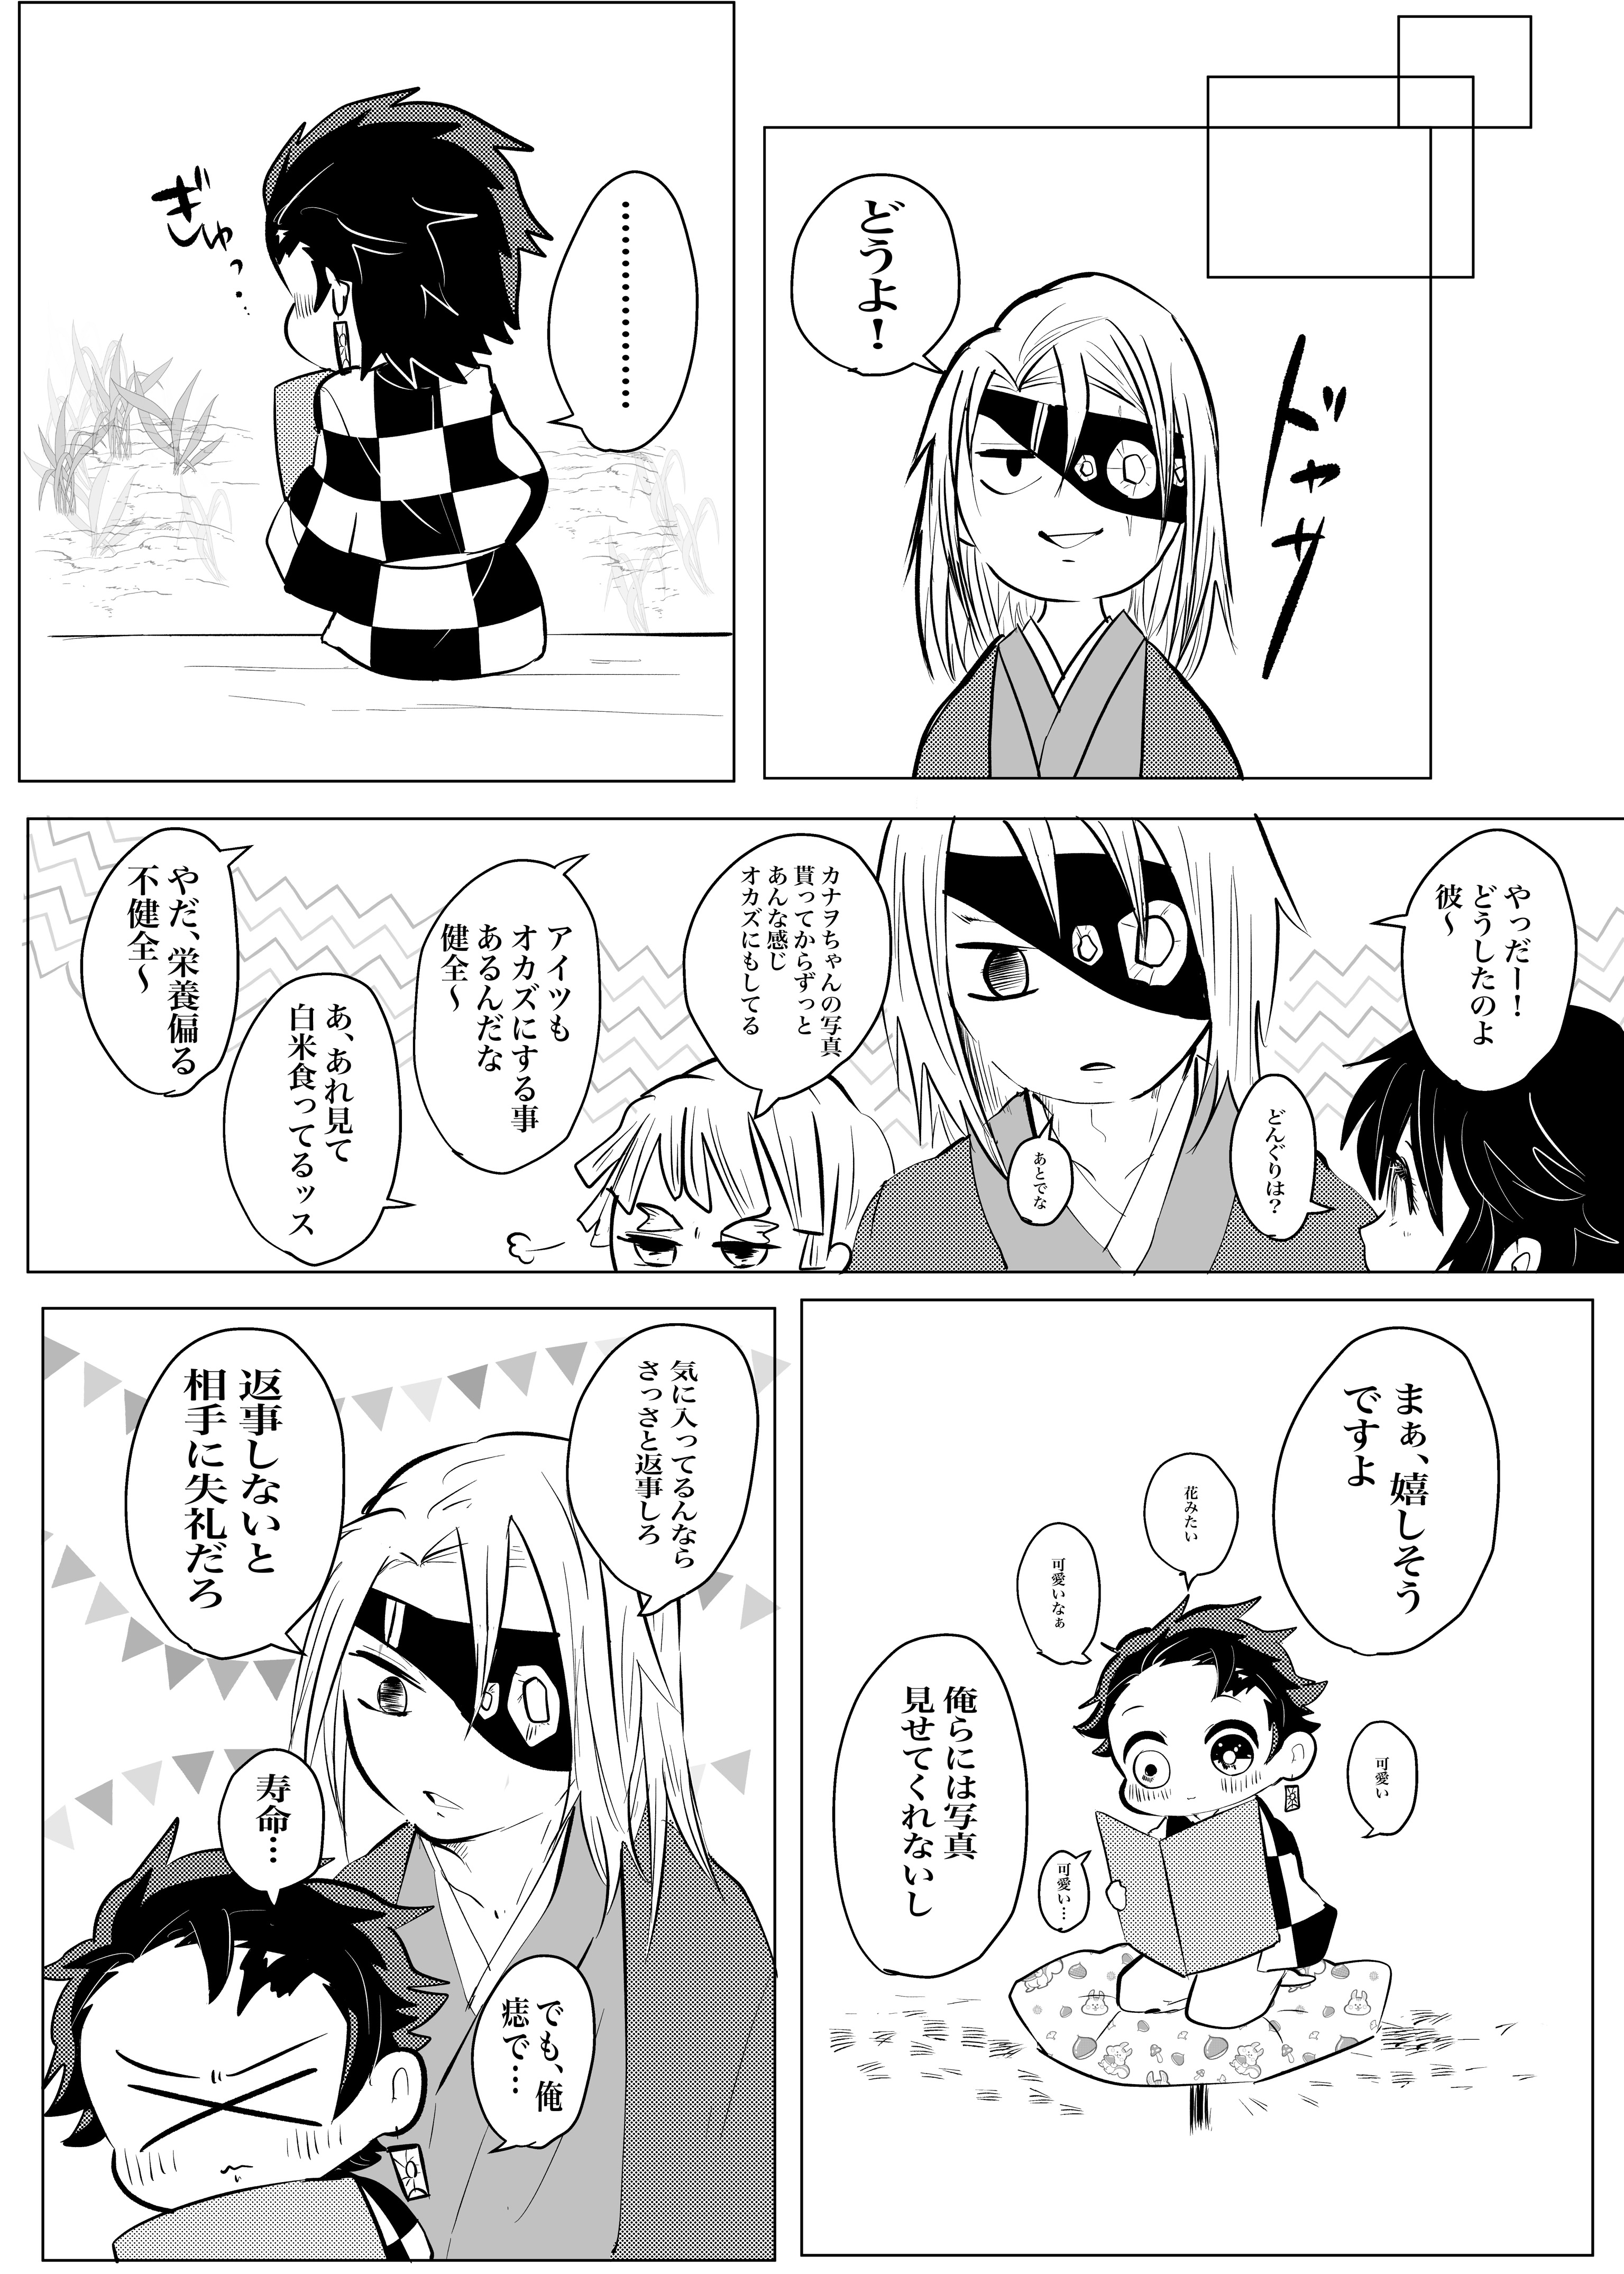 どうよ！
ドヤサ
………………
ぎゅっ…
やっだー！
どうしたのよ
彼～
どんぐりは？
あとでな
カナヲちゃんの写真
貰ってからずっと
あんな感じ
オカズにもしてる
アイツも
オカズにする事
あるんだな
健全～
あ、あれ見て
白米食ってるッス
やだ、栄養偏る
不健全～
まぁ、嬉しそう
ですよ
花みたい
可愛いなぁ
可愛い
可愛い…
俺らには写真
見せてくれないし
気に入ってるんなら
さっさと返事しろ
返事しないと
相手に失礼だろ
でも、俺
痣で…
寿命…